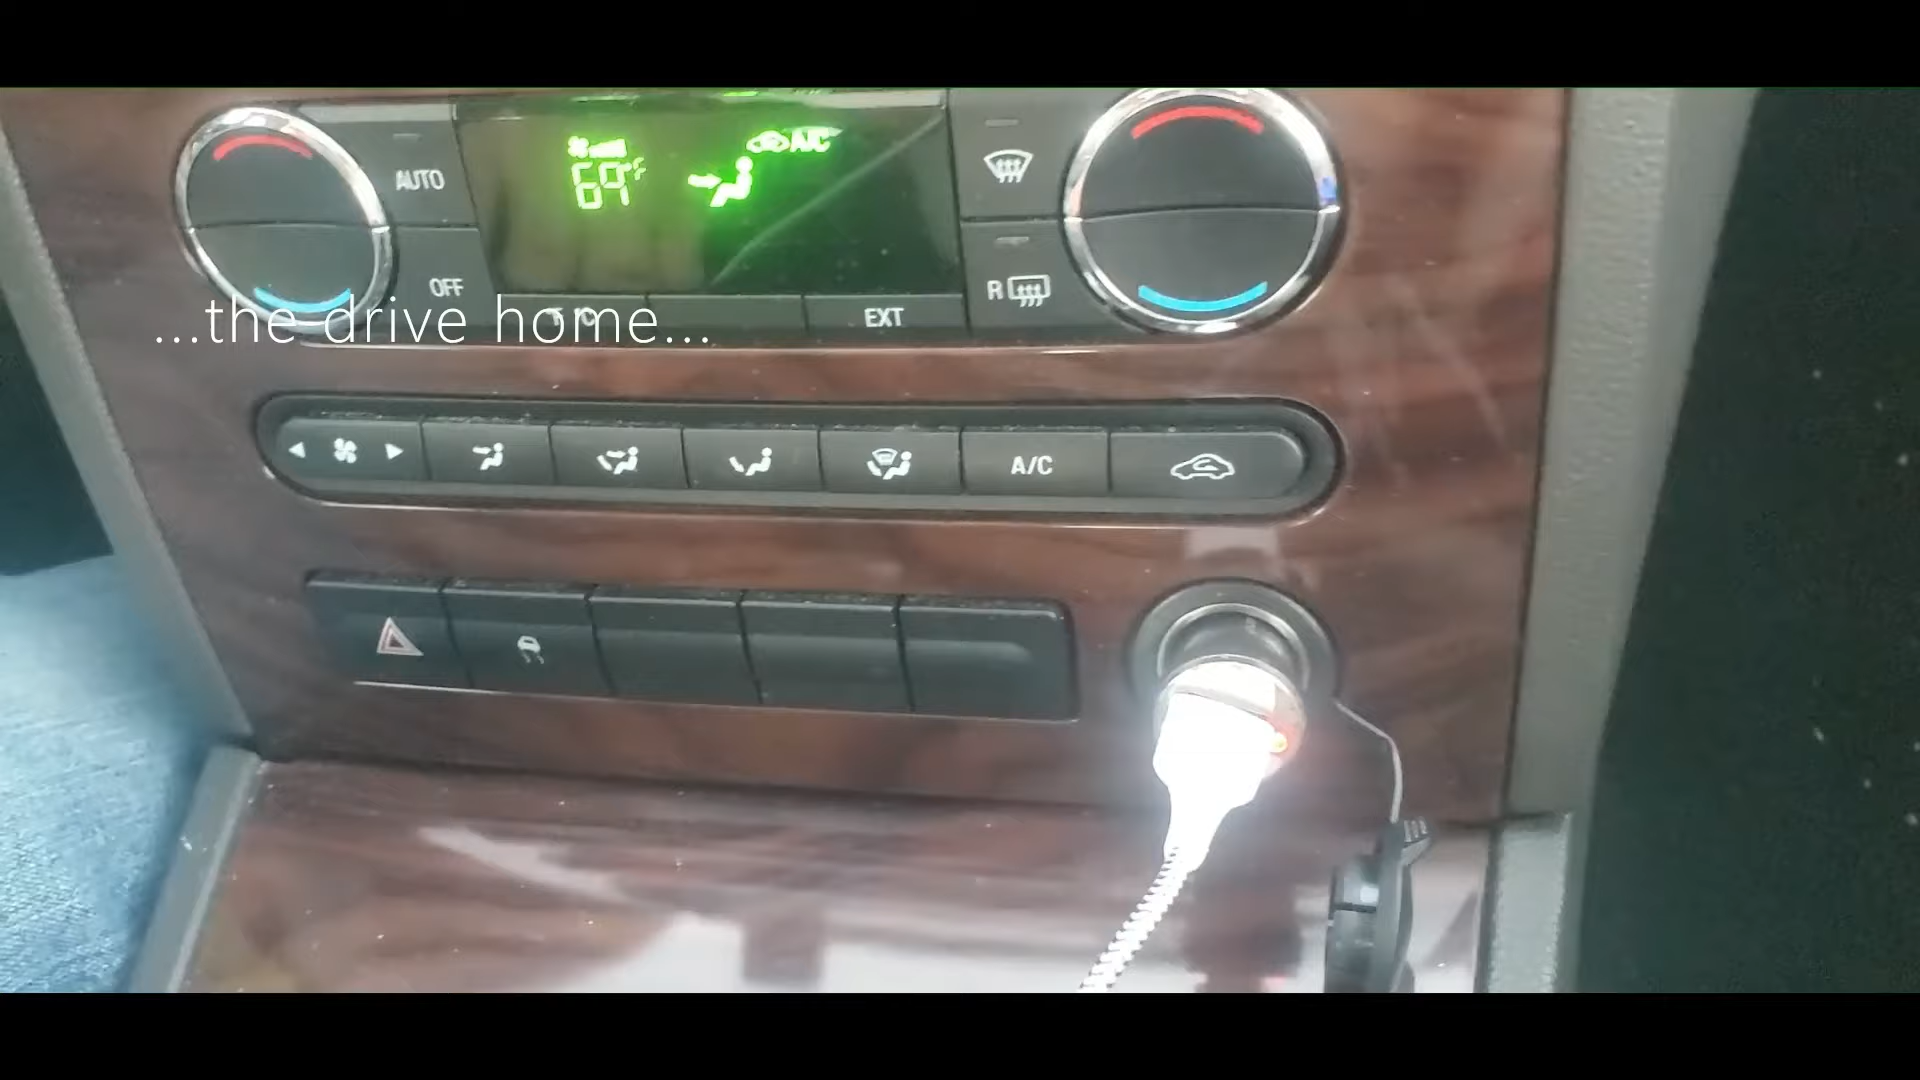 A/C
69°F
AUTO
OFF
EXT
R
...the drive home...
A/C